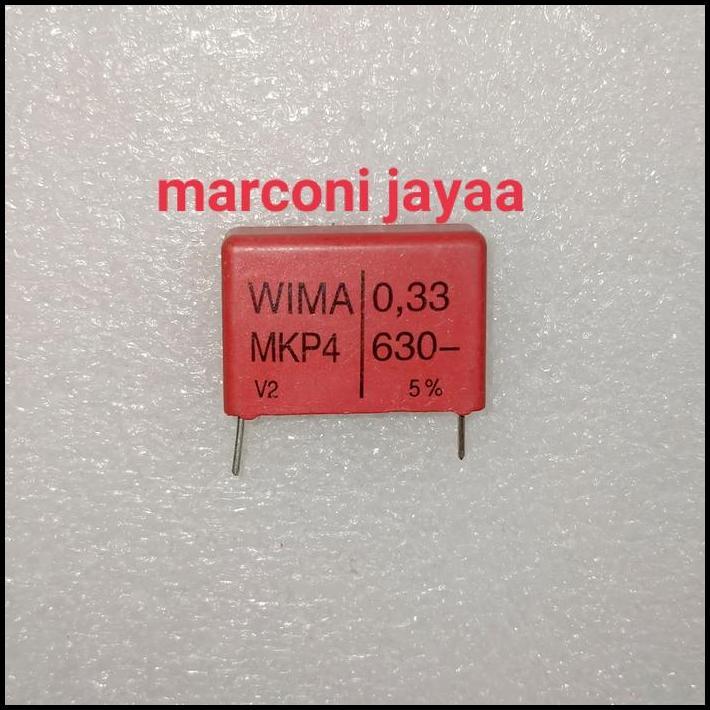 marconi jayaa
WIMA 0,33
MKP4 630–
V2 5%